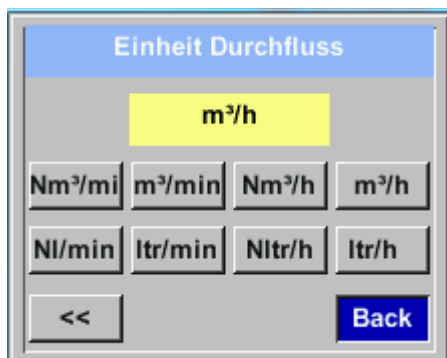 Einheit Durchfluss
m³/h
Nm³/mi m³/min Nm³/h m³/h
Nl/min ltr/min Nltr/h ltr/h
<< Back